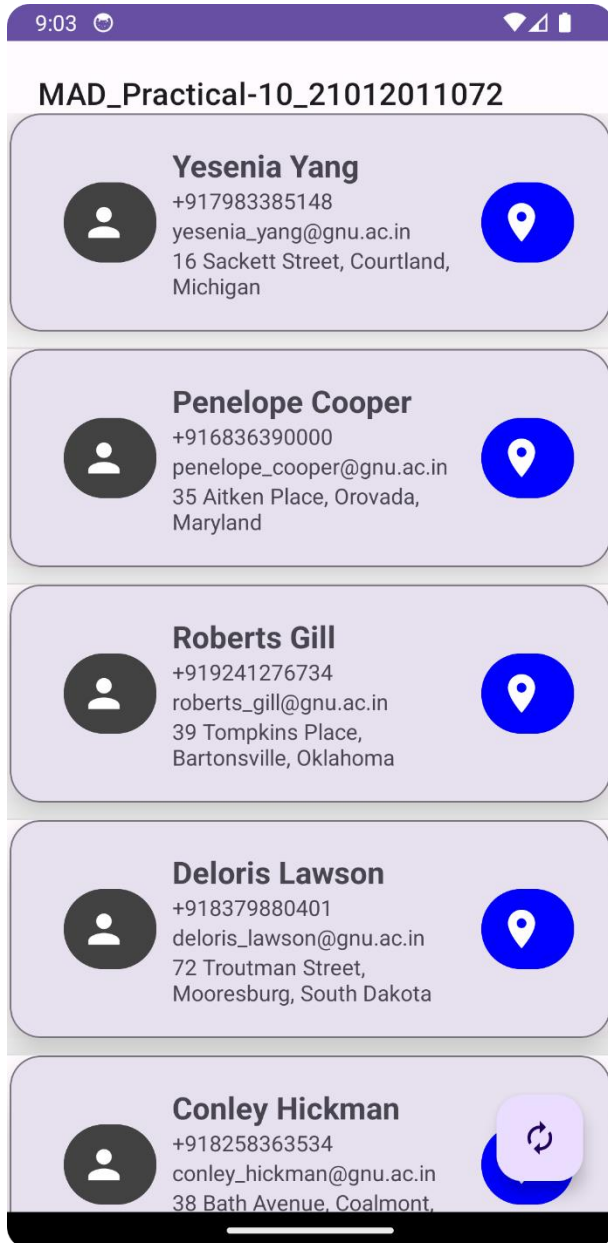 9:03
MAD_Practical-10_21012011072
Yesenia Yang
+917983385148
yesenia_yang@gnu.ac.in
16 Sackett Street, Courtland,
Michigan
Penelope Cooper
+916836390000
penelope_cooper@gnu.ac.in
35 Aitken Place, Orovada,
Maryland
Roberts Gill
+919241276734
roberts_gill@gnu.ac.in
39 Tompkins Place,
Bartonsville, Oklahoma
Deloris Lawson
+918379880401
deloris_lawson@gnu.ac.in
72 Troutman Street,
Mooresburg, South Dakota
Conley Hickman
+918258363534
conley_hickman@gnu.ac.in
38 Bath Avenue, Coalmont,